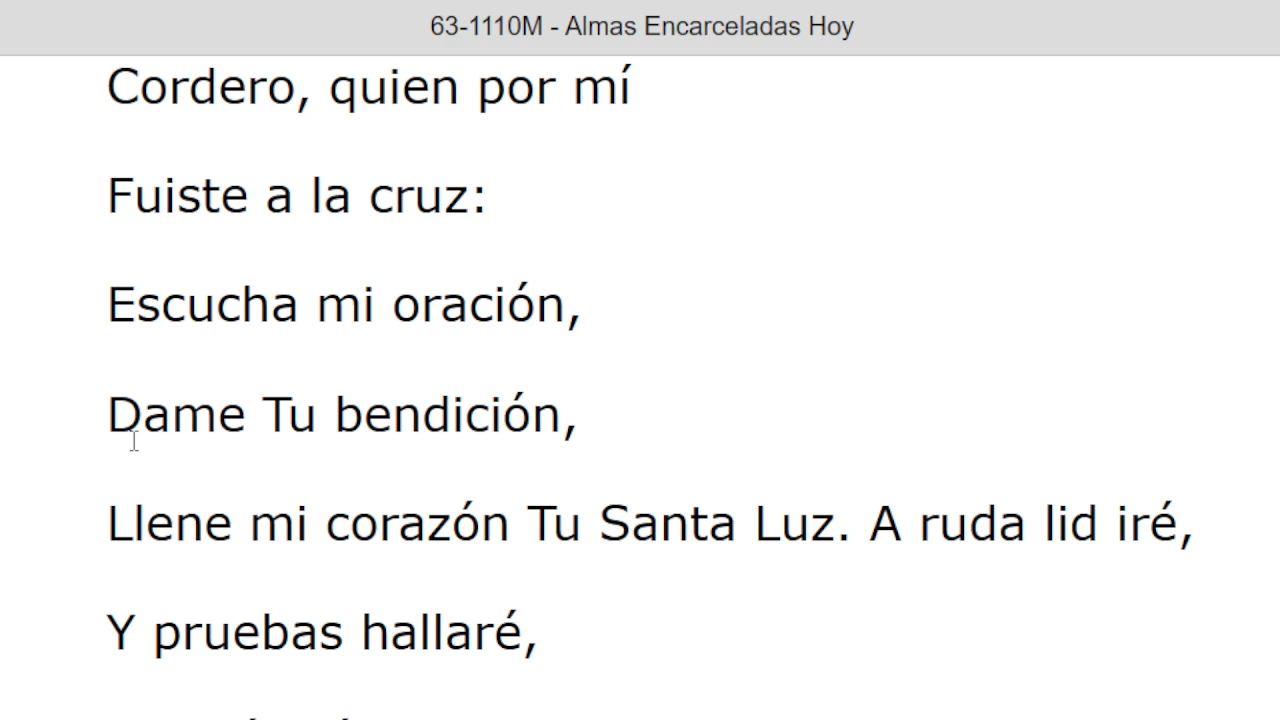 63-1110M - Almas Encarceladas Hoy
Cordero, quien por mí
Fuiste a la cruz:
Escucha mi oración,
Dame Tu bendición,
Llene mi corazón Tu Santa Luz. A ruda lid iré,
Y pruebas hallaré,